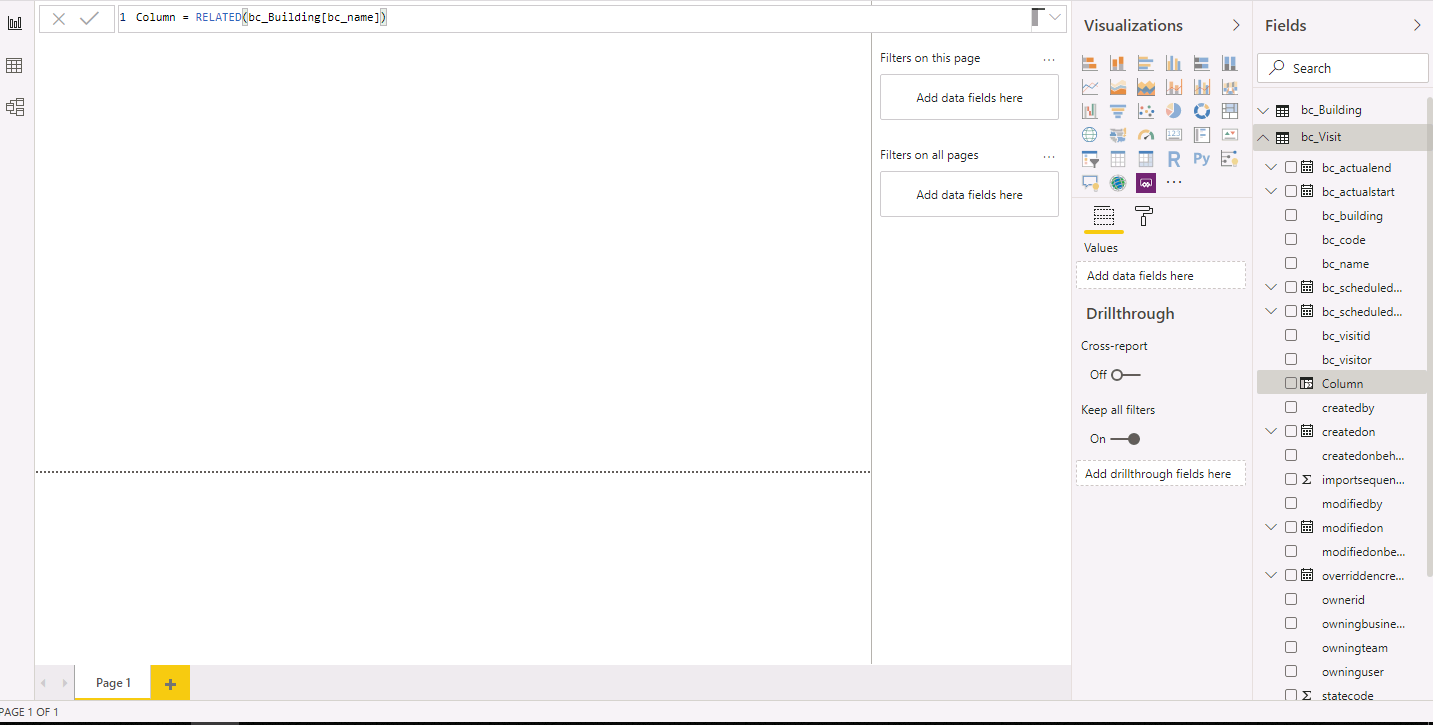 1 Column = RELATED(bc_Building[bc_name])
Filters on this page ...
Add data fields here
Filters on all pages ...
Add data fields here
Page 1
PAGE 1 OF 1
Visualizations
123
R
Py
...
Values
Add data fields here
Drillthrough
Cross-report
Off
Keep all filters
On
Add drillthrough fields here
Fields
Search
bc_Building
bc_Visit
bc_actualend
bc_actualstart
bc_building
bc_code
bc_name
bc_scheduled...
bc_scheduled...
bc_visitid
bc_visitor
Column
createdby
createdon
createdonbeh...
Σ importsequen...
modifiedby
modifiedon
modifiedonbe...
overriddencre...
ownerid
owningbusine...
owningteam
owninguser
Σ statecode